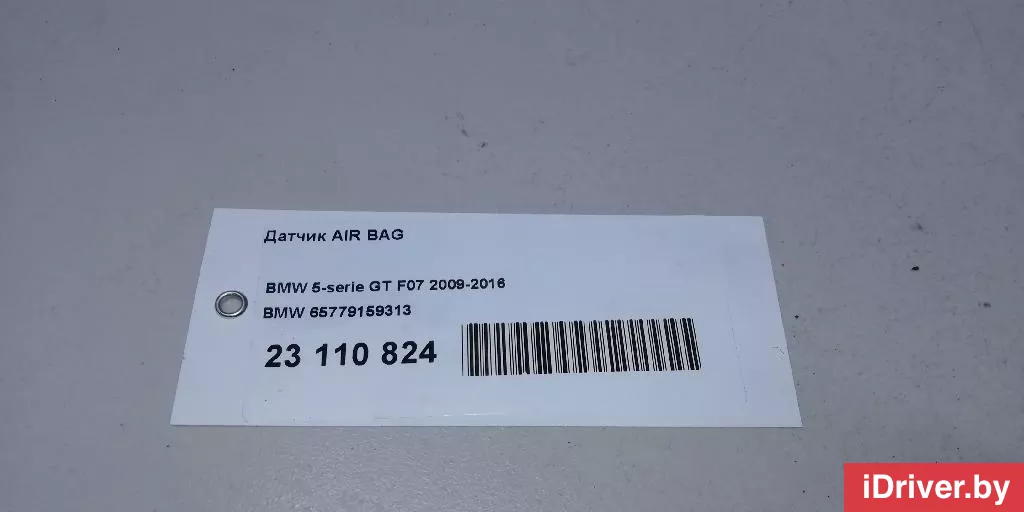 Датчик AIR BAG
BMW 5-serie GT F07 2009-2016
BMW 65779159313
23 110 824
iDriver.by